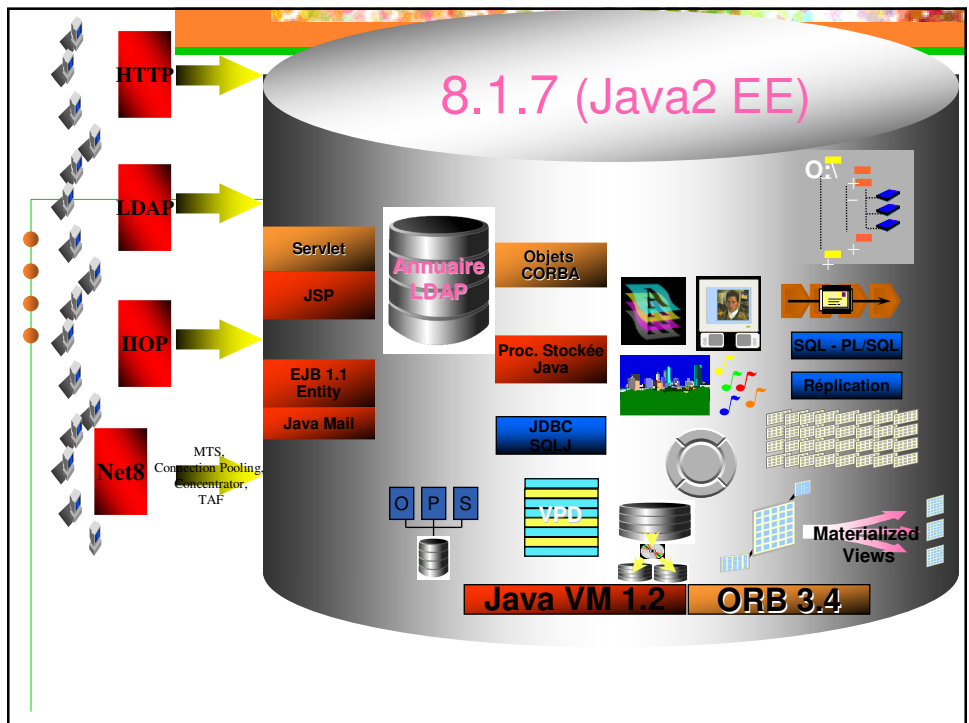 8.1.7 (Java2 EE)
HTTP
LDAP
IIOP
Net8
MTS,
Connection Pooling,
Concentrator,
TAF
Servlet
JSP
EJB 1.1
Entity
Java Mail
Annuaire
LDAP
Objets
CORBA
Proc. Stockée
Java
JDBC
SQLJ
O:\
SQL - PL/SQL
Réplication
O P S
VPD
Materialized
Views
Java VM 1.2
ORB 3.4